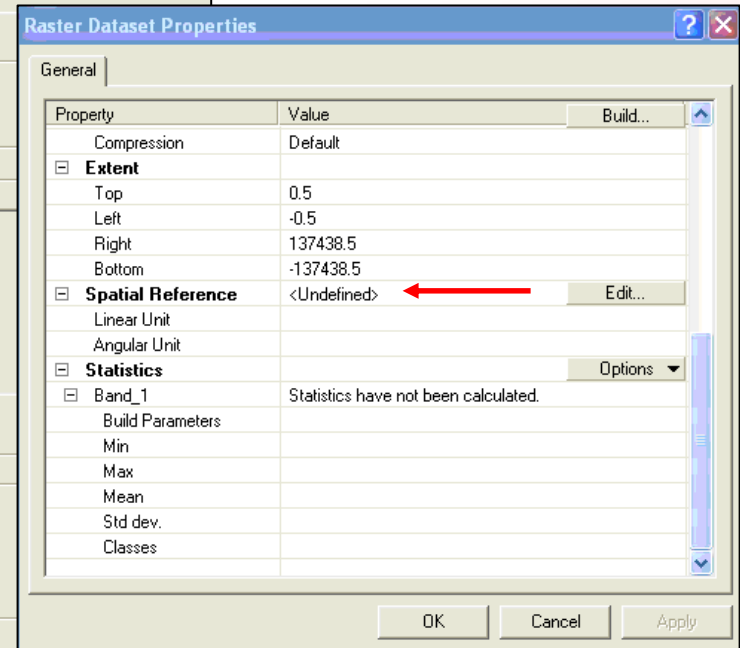 Raster Dataset Properties
General
Property Value Build...
Compression Default
Extent
Top 0.5
Left -0.5
Right 137438.5
Bottom -137438.5
Spatial Reference <Undefined> Edit...
Linear Unit
Angular Unit
Statistics Options
Band_1 Statistics have not been calculated.
Build Parameters
Min
Max
Mean
Std dev.
Classes
OK Cancel Apply